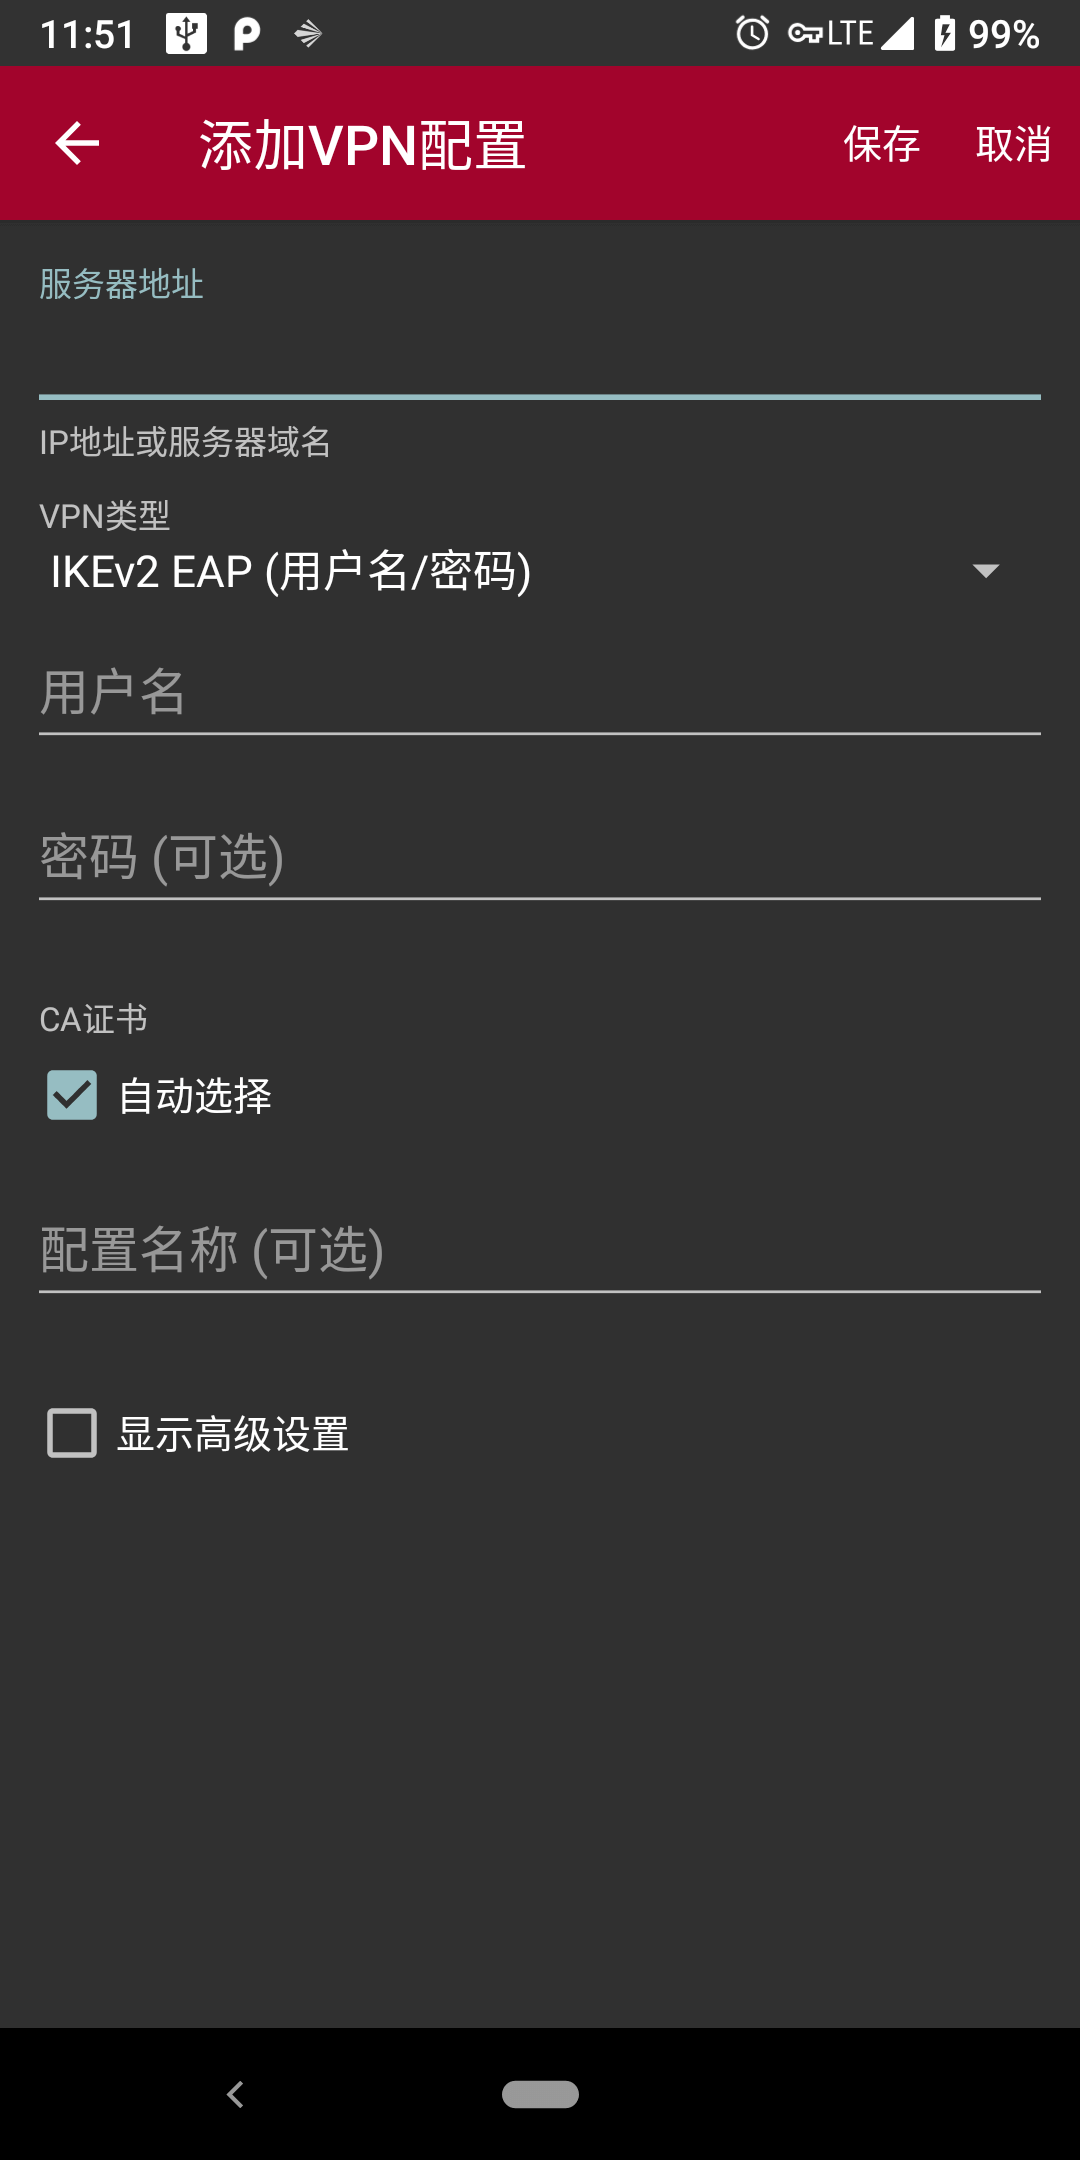 11:51
LTE 99%
添加VPN配置
保存
取消
服务器地址
IP地址或服务器域名
VPN类型
IKEv2 EAP (用户名/密码)
用户名
密码 (可选)
CA证书
自动选择
配置名称 (可选)
显示高级设置